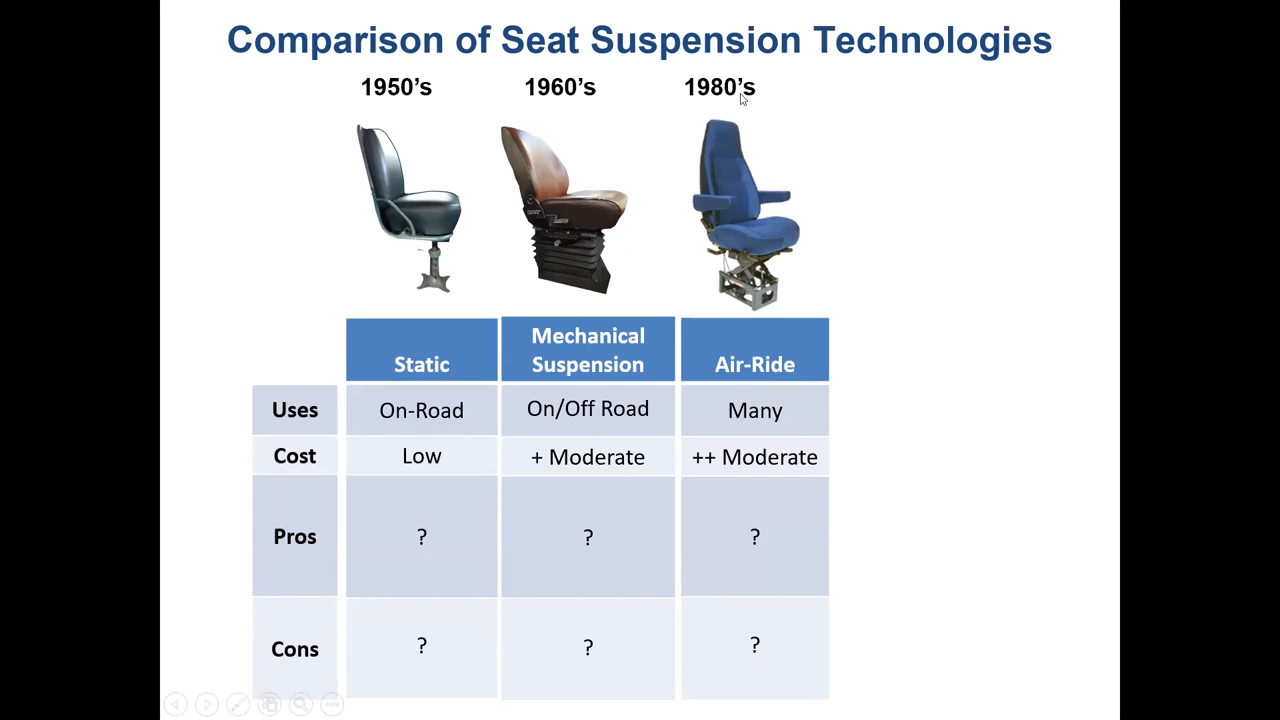 Comparison of Seat Suspension Technologies
1950’s 1960’s 1980’s
Static Mechanical Suspension Air-Ride
Uses On-Road On/Off Road Many
Cost Low + Moderate ++ Moderate
Pros ? ? ?
Cons ? ? ?